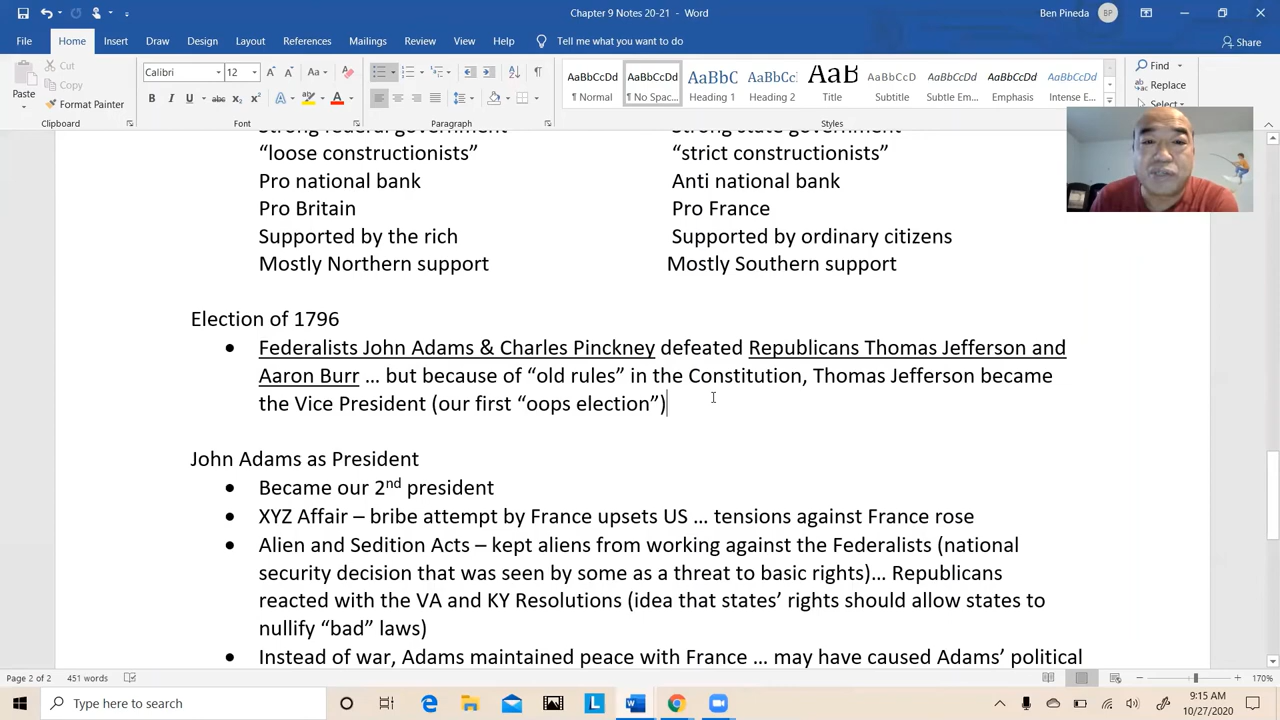 Chapter 9 Notes 20-21 - Word
Ben Pineda
BP
File Home Insert Draw Design Layout References Mailings Review View Help Tell me what you want to do
Share
Paste
Cut
Copy
Format Painter
Clipboard
Calibri 12
Font
Paragraph
AaBbCcDd AaBbCcDd AaBbC AaBbCc AaB AaBbCcD AaBbCcDd AaBbCcDd AaBbCcDd
¶ Normal ¶ No Spac... Heading 1 Heading 2 Title Subtitle Subtle Em... Emphasis Intense E...
Styles
Find
Replace
Select
Strong federal government Strong state government
“loose constructionists” “strict constructionists”
Pro national bank Anti national bank
Pro Britain Pro France
Supported by the rich Supported by ordinary citizens
Mostly Northern support Mostly Southern support
Election of 1796
• Federalists John Adams & Charles Pinckney defeated Republicans Thomas Jefferson and
Aaron Burr … but because of “old rules” in the Constitution, Thomas Jefferson became
the Vice President (our first “oops election”)
John Adams as President
• Became our 2nd president
• XYZ Affair – bribe attempt by France upsets US … tensions against France rose
• Alien and Sedition Acts – kept aliens from working against the Federalists (national
security decision that was seen by some as a threat to basic rights)… Republicans
reacted with the VA and KY Resolutions (idea that states’ rights should allow states to
nullify “bad” laws)
• Instead of war, Adams maintained peace with France … may have caused Adams’ political
Page 2 of 2 451 words
170%
Type here to search
9:15 AM
10/27/2020